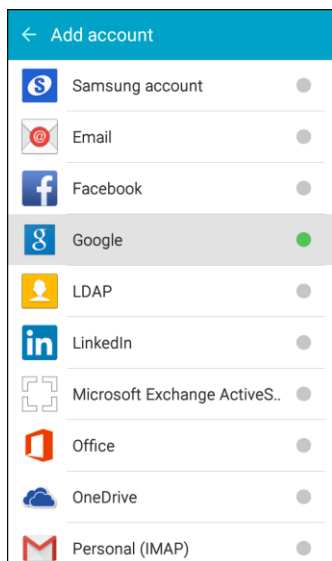 Add account
Samsung account
Email
Facebook
Google
LDAP
LinkedIn
Microsoft Exchange ActiveS..
Office
OneDrive
Personal (IMAP)